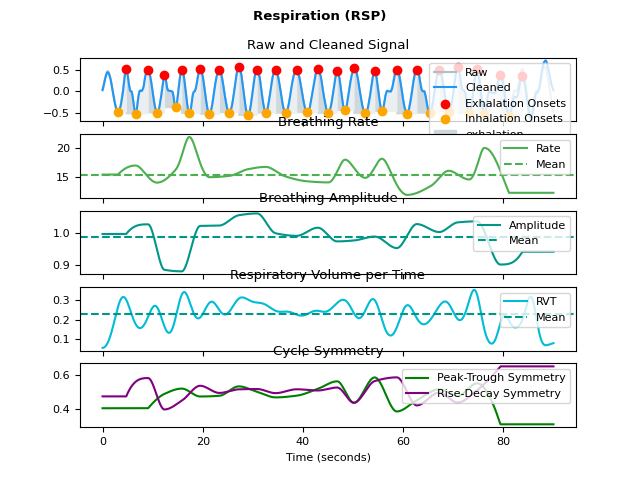 Respiration (RSP)
Raw and Cleaned Signal
0.5
0.0
−0.5
Raw
Cleaned
Exhalation Onsets
Inhalation Onsets
exhalation
Breathing Rate
20
15
Rate
Mean
Breathing Amplitude
1.0
0.9
Amplitude
Mean
Respiratory Volume per Time
0.3
0.2
0.1
RVT
Mean
Cycle Symmetry
0.6
0.4
Peak-Trough Symmetry
Rise-Decay Symmetry
0
20
40
60
80
Time (seconds)